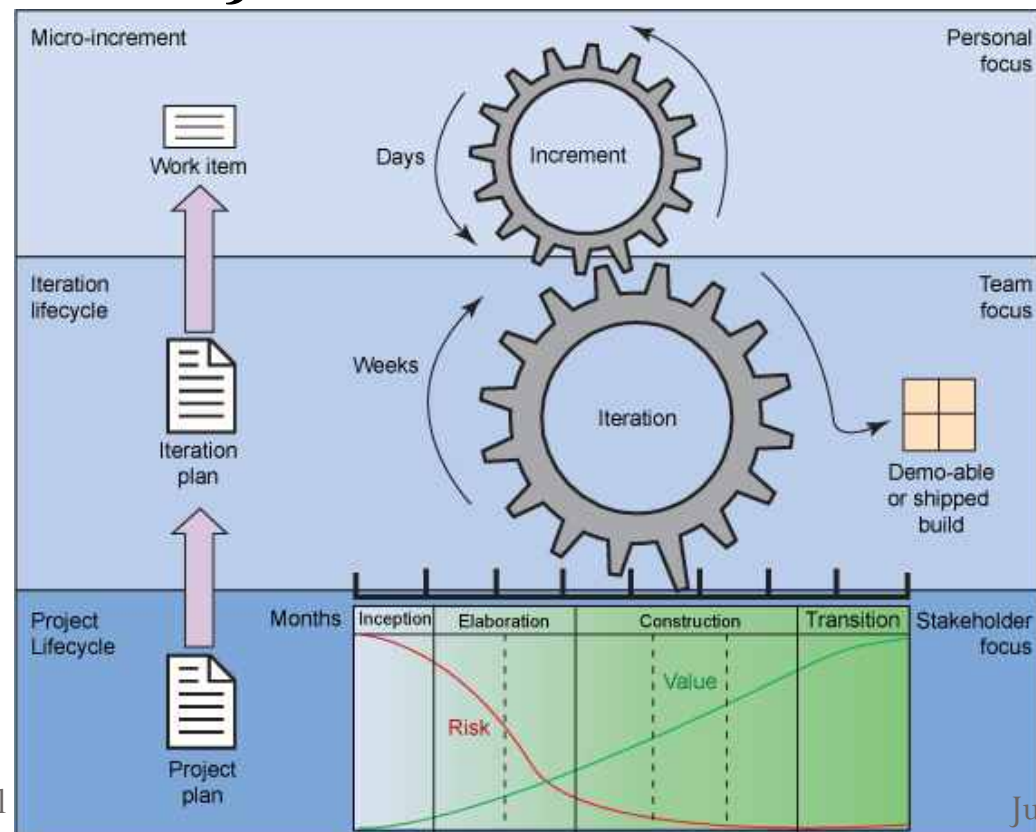 Micro-increment
Personal
focus
Work item
Days
Increment
Iteration
lifecycle
Team
focus
Weeks
Iteration
Iteration
plan
Demo-able
or shipped
build
Project
Lifecycle
Months
Inception
Elaboration
Construction
Transition
Stakeholder
focus
Value
Risk
Project
plan